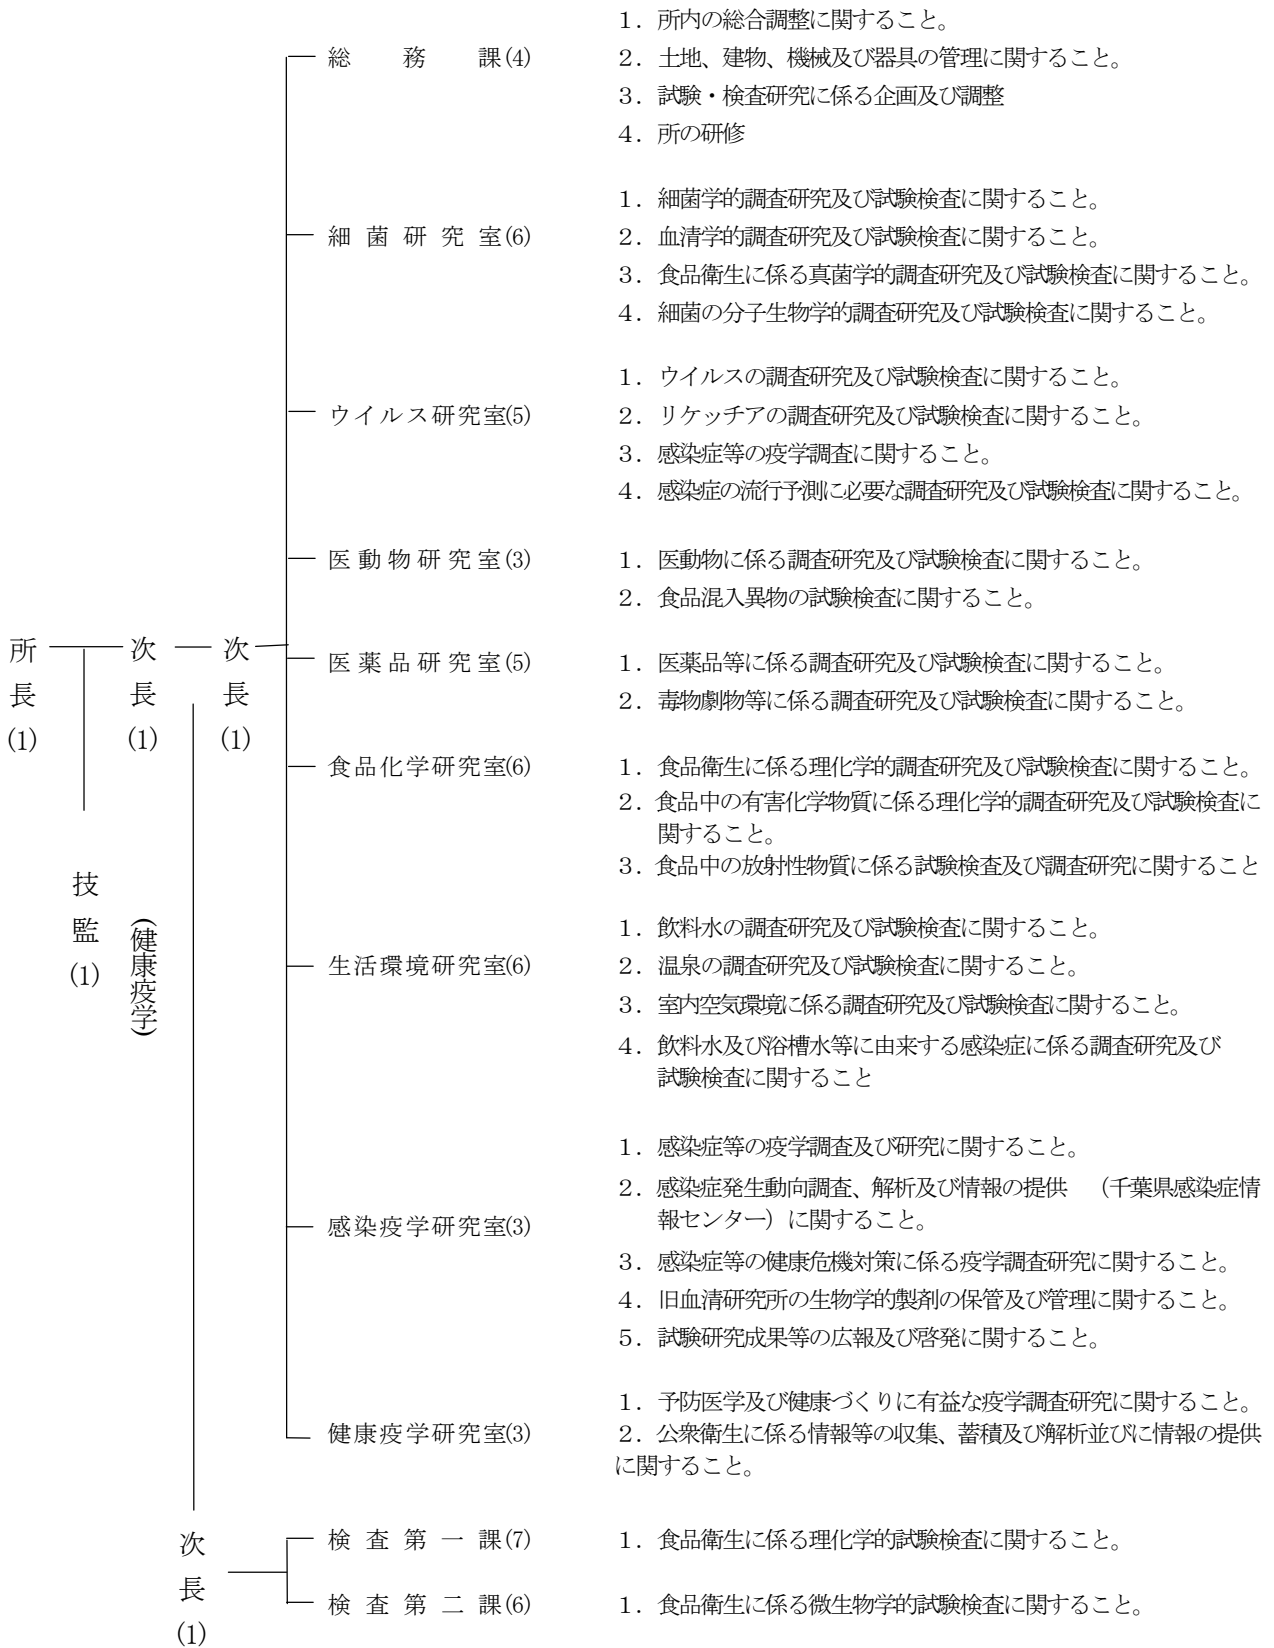 所長(1)
技監(1)
(健康疫学)
次長(1)
次長(1)
総務課(4)
1．所内の総合調整に関すること。
2．土地、建物、機械及び器具の管理に関すること。
3．試験・検査研究に係る企画及び調整
4．所の研修
細菌研究室(6)
1．細菌学的調査研究及び試験検査に関すること。
2．血清学的調査研究及び試験検査に関すること。
3．食品衛生に係る真菌学的調査研究及び試験検査に関すること。
4．細菌の分子生物学的調査研究及び試験検査に関すること。
ウイルス研究室(5)
1．ウイルスの調査研究及び試験検査に関すること。
2．リケッチアの調査研究及び試験検査に関すること。
3．感染症等の疫学調査に関すること。
4．感染症の流行予測に必要な調査研究及び試験検査に関すること。
医動物研究室(3)
1．医動物に係る調査研究及び試験検査に関すること。
2．食品混入異物の試験検査に関すること。
医薬品研究室(5)
1．医薬品等に係る調査研究及び試験検査に関すること。
2．毒物劇物等に係る調査研究及び試験検査に関すること。
食品化学研究室(6)
1．食品衛生に係る理化学的調査研究及び試験検査に関すること。
2．食品中の有害化学物質に係る理化学的調査研究及び試験検査に
関すること。
3．食品中の放射性物質に係る試験検査及び調査研究に関すること
生活環境研究室(6)
1．飲料水の調査研究及び試験検査に関すること。
2．温泉の調査研究及び試験検査に関すること。
3．室内空気環境に係る調査研究及び試験検査に関すること。
4．飲料水及び浴槽水等に由来する感染症に係る調査研究及び
試験検査に関すること
感染疫学研究室(3)
1．感染症等の疫学調査及び研究に関すること。
2．感染症発生動向調査、解析及び情報の提供　（千葉県感染症情
報センター）に関すること。
3．感染症等の健康危機対策に係る疫学調査研究に関すること。
4．旧血清研究所の生物学的製剤の保管及び管理に関すること。
5．試験研究成果等の広報及び啓発に関すること。
健康疫学研究室(3)
1．予防医学及び健康づくりに有益な疫学調査研究に関すること。
2．公衆衛生に係る情報等の収集、蓄積及び解析並びに情報の提供
に関すること。
次長(1)
検査第一課(7)
1．食品衛生に係る理化学的試験検査に関すること。
検査第二課(6)
1．食品衛生に係る微生物学的試験検査に関すること。